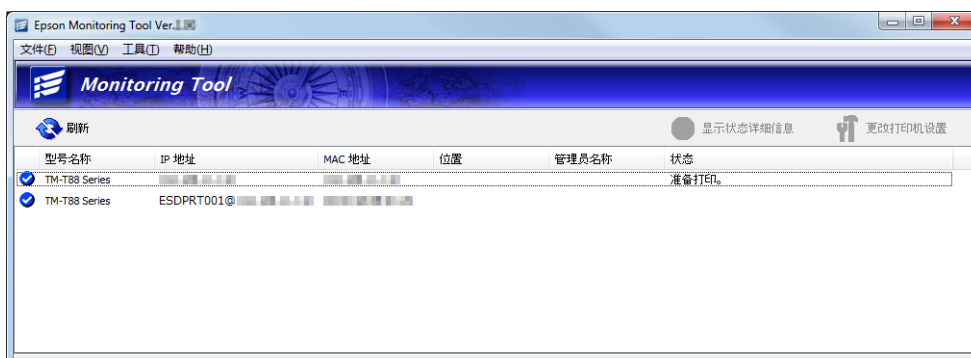 Epson Monitoring Tool Ver.
文件(F) 视图(V) 工具(T) 帮助(H)
Monitoring Tool
刷新 显示状态详细信息 更改打印机设置
型号名称 IP 地址 MAC 地址 位置 管理员名称 状态
TM-T88 Series 准备打印。
TM-T88 Series ESDPRT001@